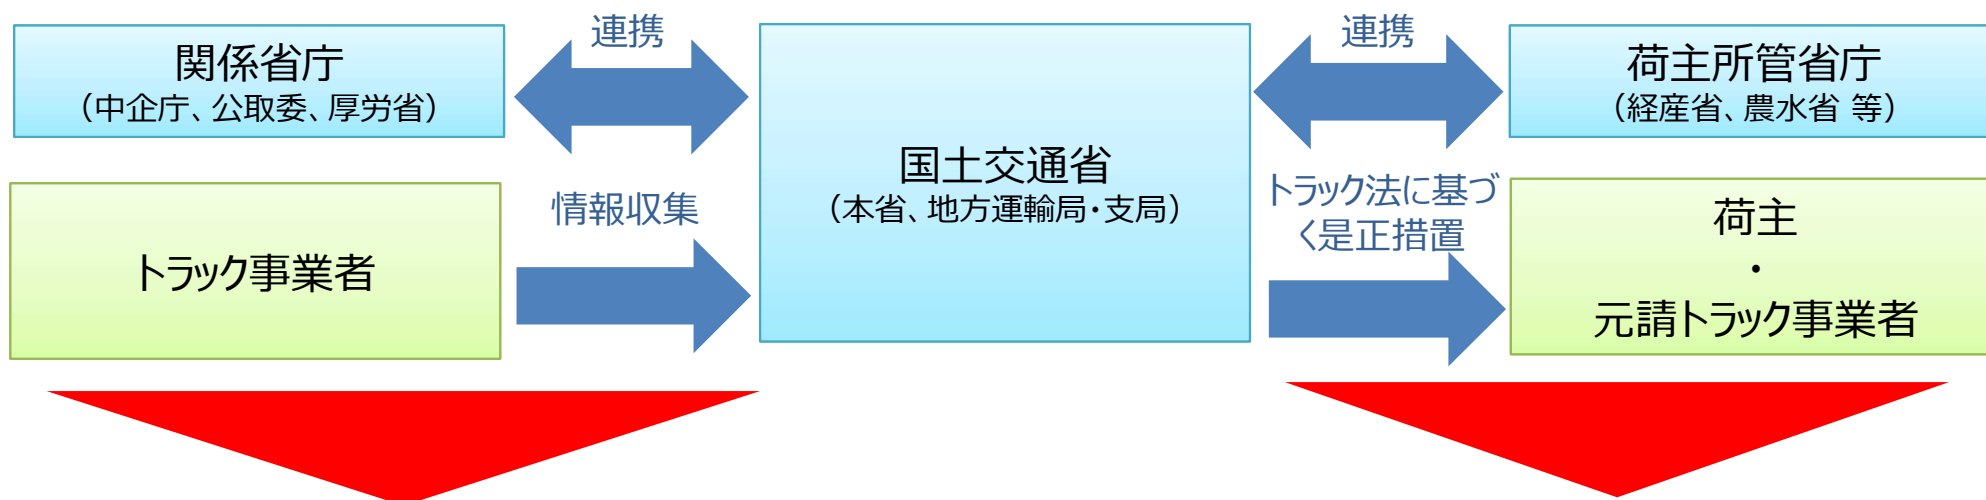 連携
関係省庁
（中企庁、公取委、厚労省）
トラック事業者
情報収集
国土交通省
（本省、地方運輸局・支局）
連携
荷主所管省庁
（経産省、農水省 等）
トラック法に基づ
く是正措置
荷主
・
元請トラック事業者